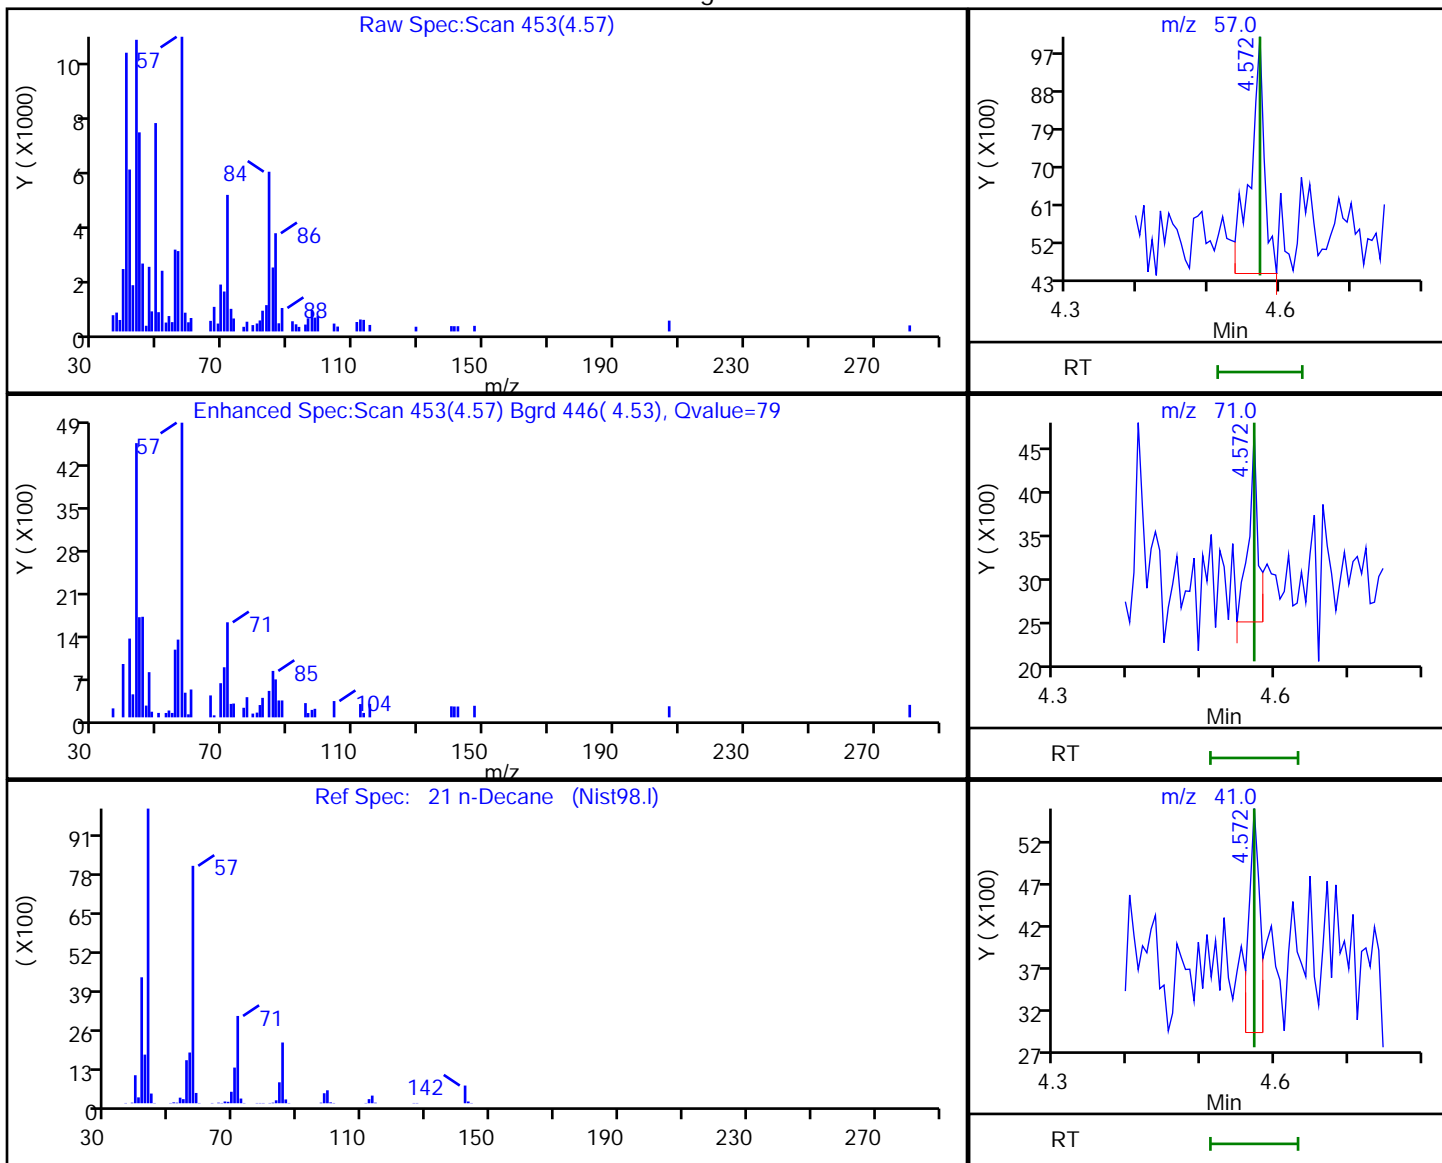 Raw Spec:Scan 453(4.57)
Y ( X1000)
10
8
6
4
2
0
57
84
86
88
30 70 110 150 190 230 270
m/z
m/z 57.0
Y ( X100)
97
88
79
70
61
52
43
4.572
4.3 4.6
Min
RT
Enhanced Spec:Scan 453(4.57) Bgrd 446( 4.53), Qvalue=79
Y ( X100)
49
42
35
28
21
14
7
0
57
71
85
104
30 70 110 150 190 230 270
m/z
m/z 71.0
Y ( X100)
45
40
35
30
25
20
4.572
4.3 4.6
Min
RT
Ref Spec: 21 n-Decane (Nist98.l)
( X100)
91
78
65
52
39
26
13
0
57
71
142
30 70 110 150 190 230 270
m/z 41.0
Y ( X100)
52
47
42
37
32
27
4.572
4.3 4.6
Min
RT